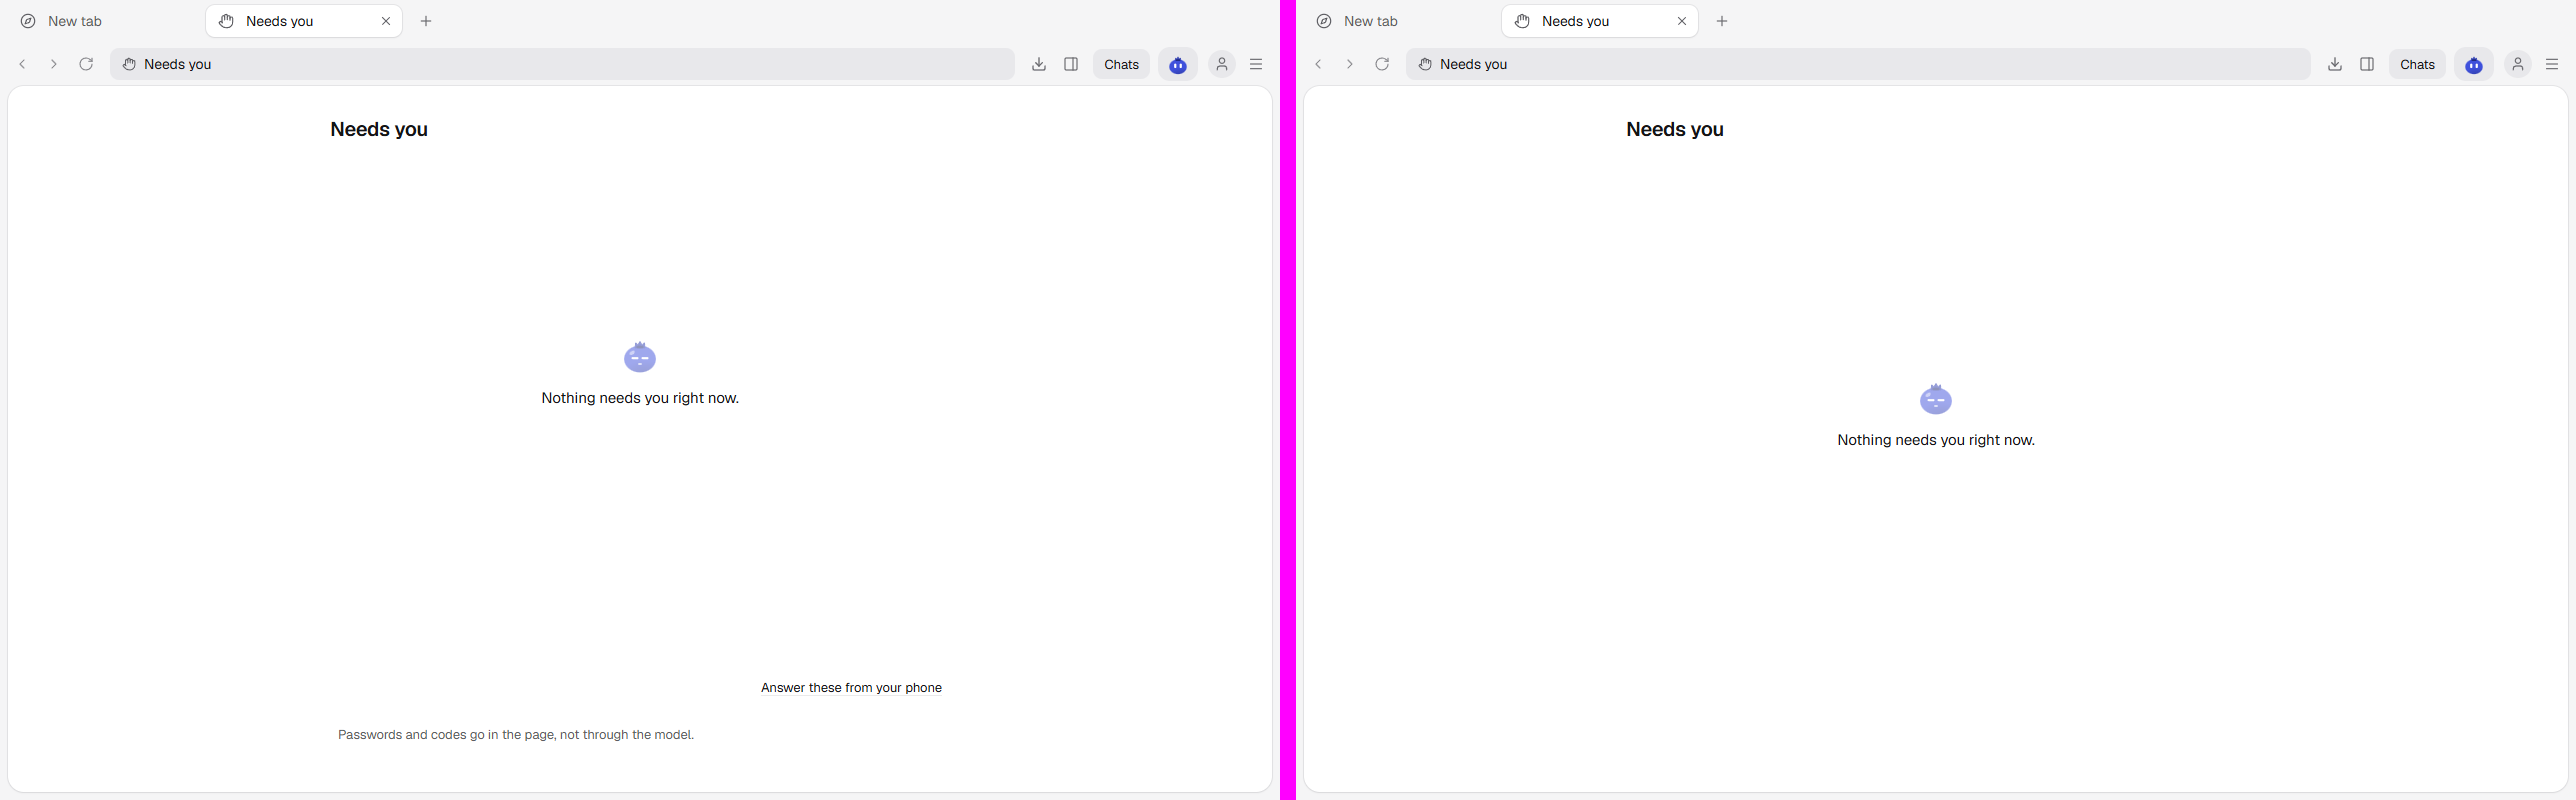 New tab
Needs you
Needs you
Chats
Needs you
Nothing needs you right now.
Answer these from your phone
Passwords and codes go in the page, not through the model.
New tab
Needs you
Needs you
Chats
Needs you
Nothing needs you right now.